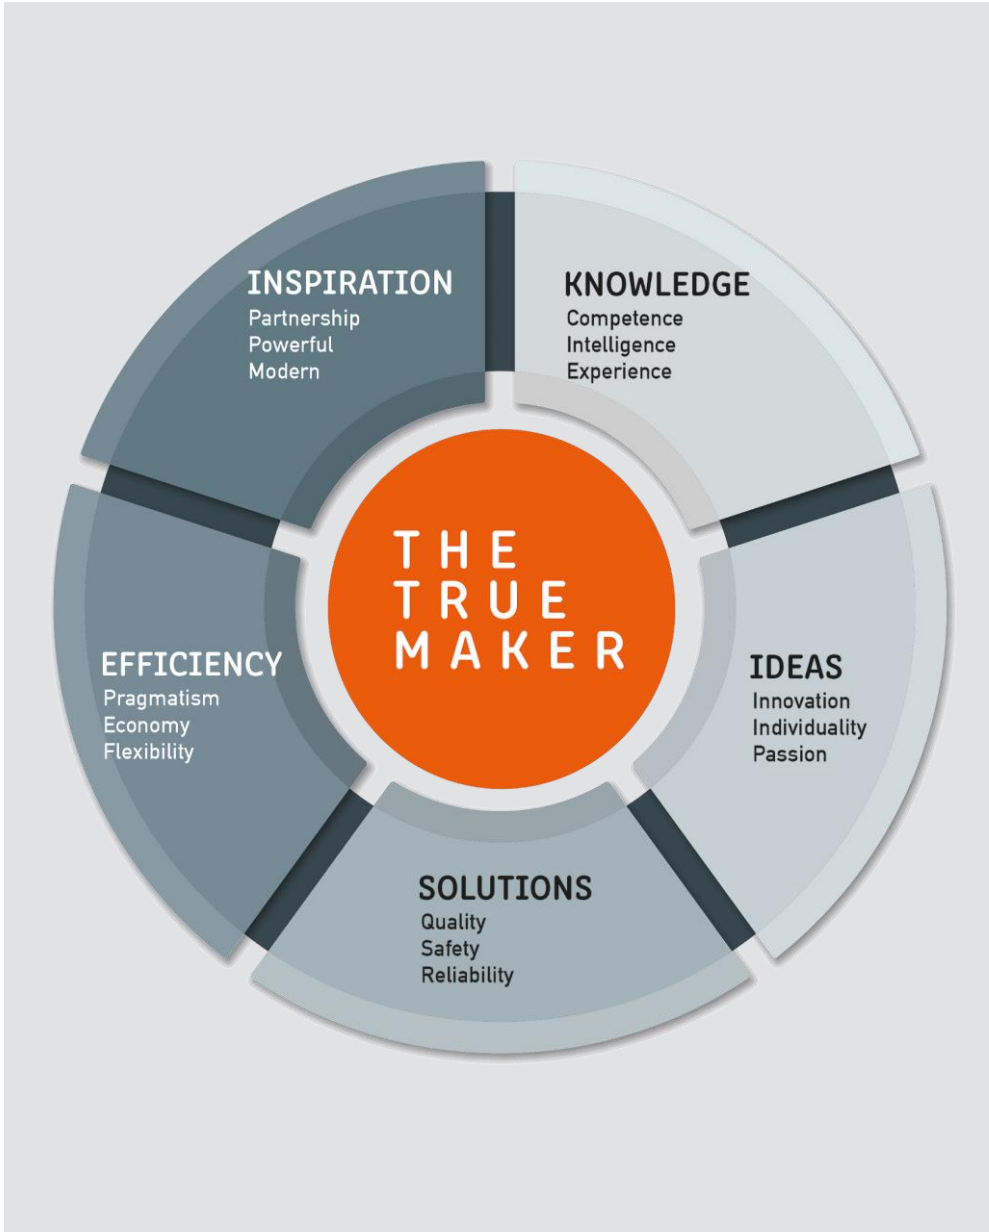 INSPIRATION
Partnership
Powerful
Modern
KNOWLEDGE
Competence
Intelligence
Experience
THE
TRUE
MAKER
EFFICIENCY
Pragmatism
Economy
Flexibility
IDEAS
Innovation
Individuality
Passion
SOLUTIONS
Quality
Safety
Reliability